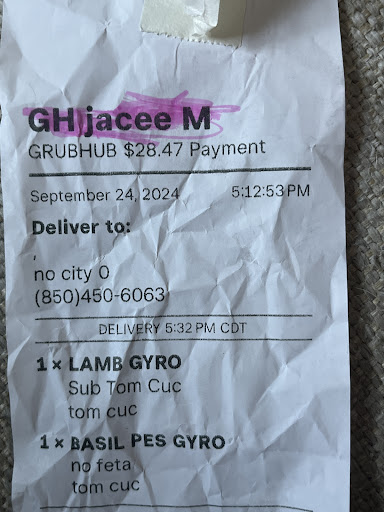 GH jacee M
GRUBHUB $28.47 Payment
September 24, 2024 5:12:53 PM
Deliver to:
,
no city 0
(850)450-6063
DELIVERY 5:32 PM CDT
1 × LAMB GYRO
Sub Tom Cuc
tom cuc
1 × BASIL PES GYRO
no feta
tom cuc